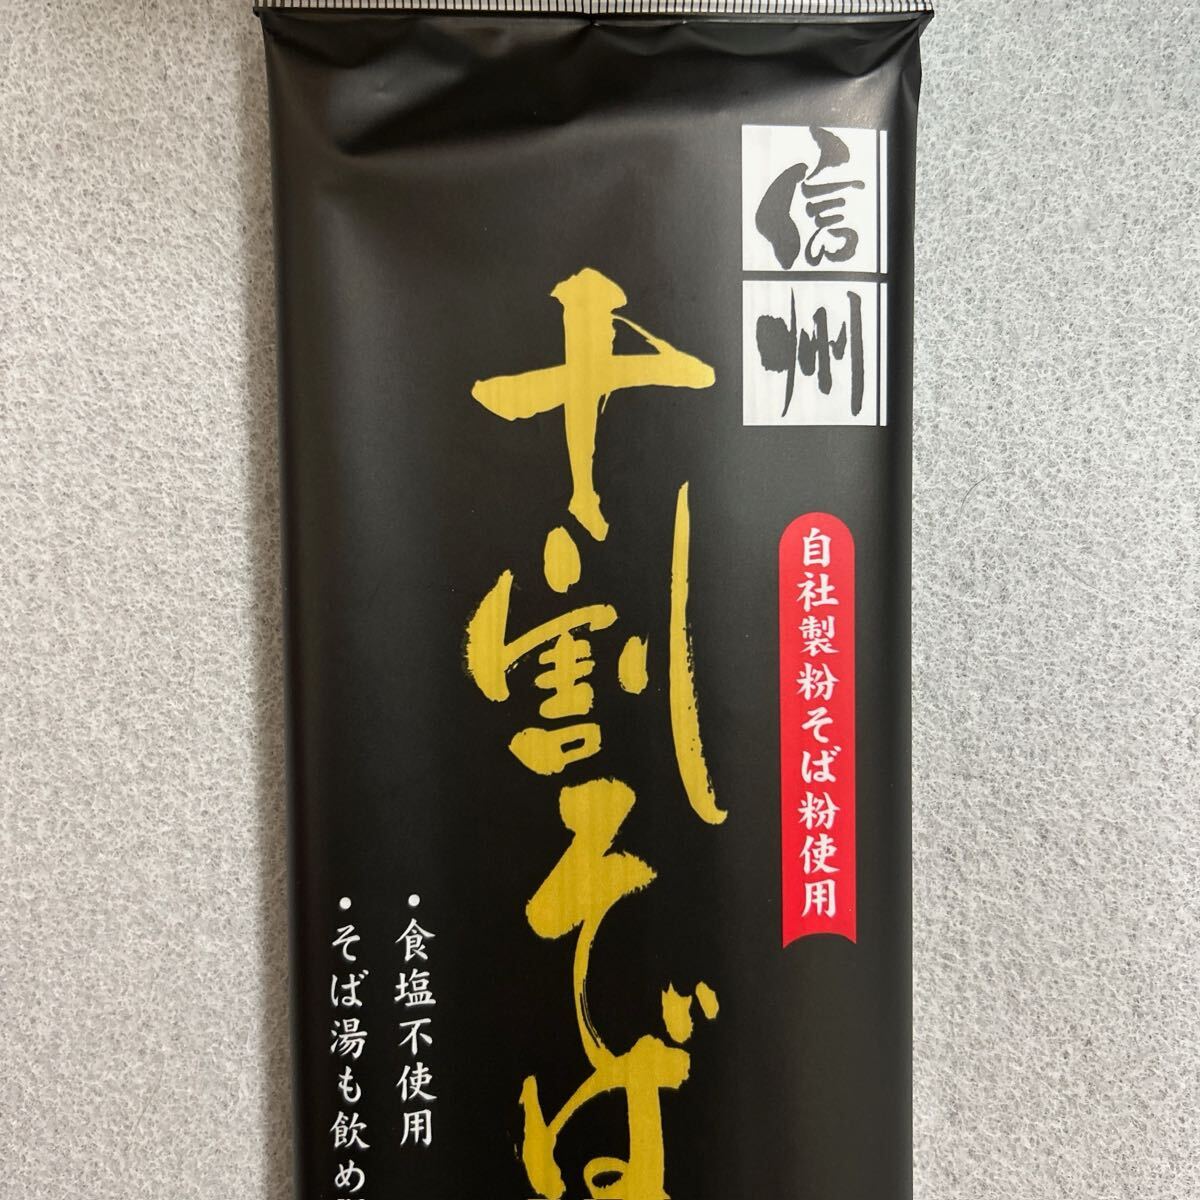 信州
自社製粉そば粉使用
十割そば
・食塩不使用
・そば湯も飲め